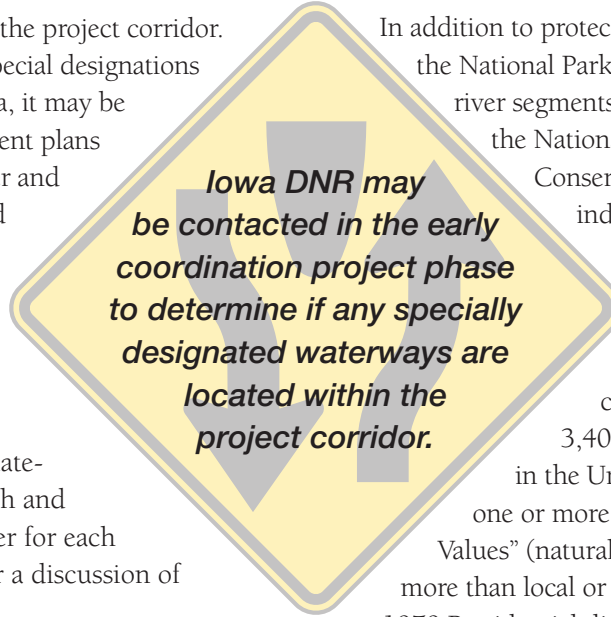 the project corridor.
pecial designations
a, it may be
ent plans
r and
d
ate-
h and
er for each
r a discussion of
Iowa DNR may
be contacted in the early
coordination project phase
to determine if any specially
designated waterways are
located within the
project corridor.
In addition to protec
the National Park
river segments
the Nation
Conser
ind
c
3,40
in the Un
one or more
Values” (natural
more than local or